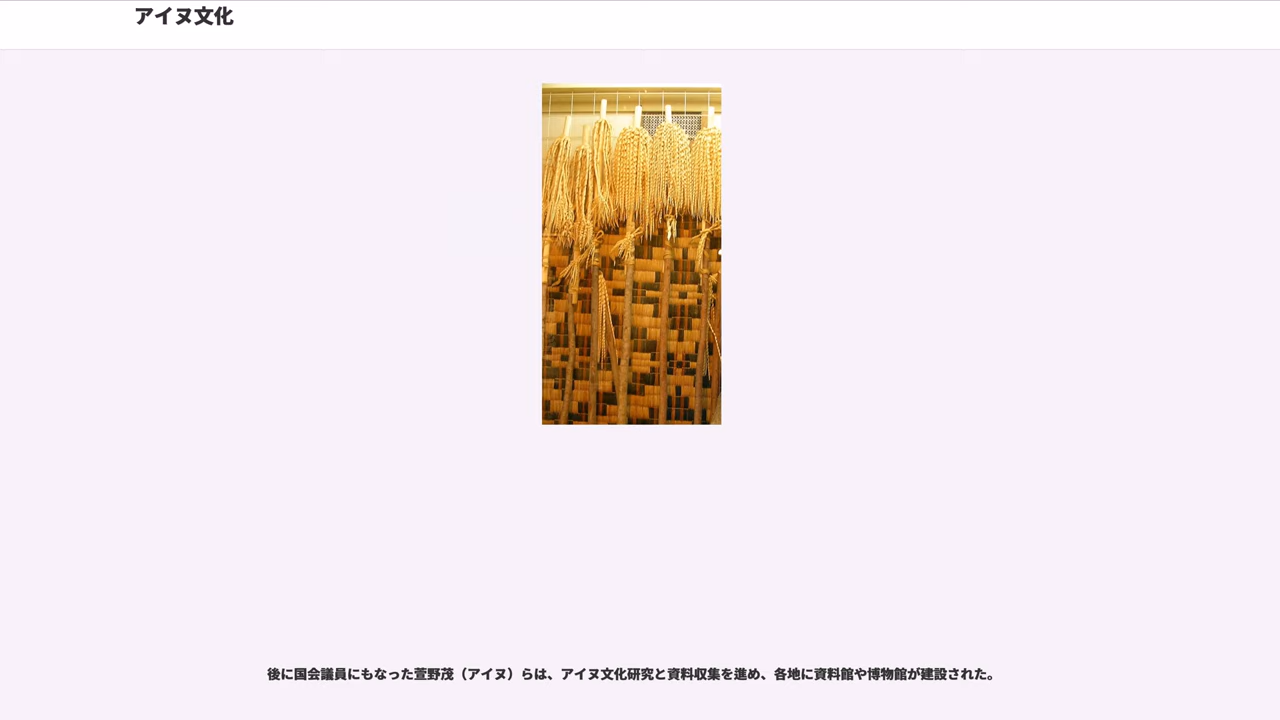 アイヌ文化
後に国会議員にもなった萱野茂（アイヌ）らは、アイヌ文化研究と資料収集を進め、各地に資料館や博物館が建設された。